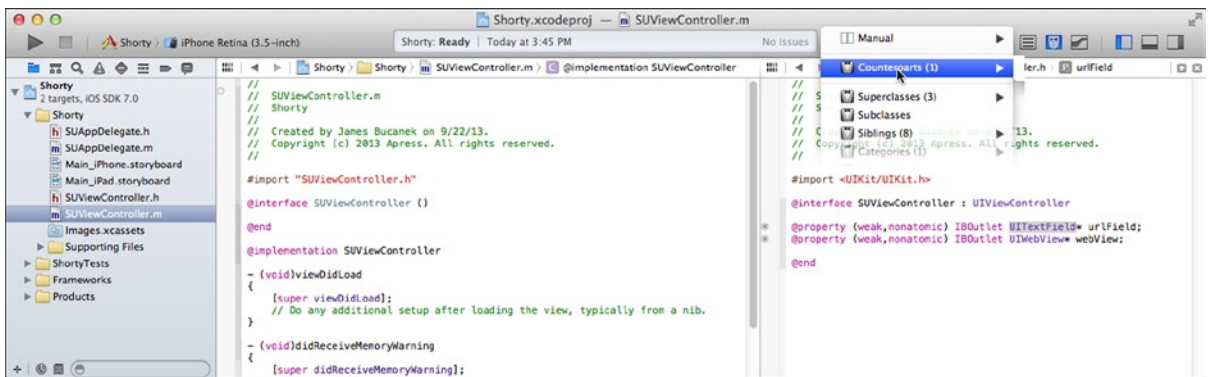 Shorty.xcodeproj — SUViewController.m
Shorty 〉 iPhone Retina (3.5-inch)
Shorty: Ready | Today at 3:45 PM
No Issues
Manual
Counterparts (1)
Superclasses (3)
Subclasses
Siblings (8)
Categories (1)
Shorty
2 targets, iOS SDK 7.0
Shorty
SUAppDelegate.h
SUAppDelegate.m
Main_iPhone.storyboard
Main_iPad.storyboard
SUViewController.h
SUViewController.m
Images.xcassets
Supporting Files
ShortyTests
Frameworks
Products
Shorty 〉 Shorty 〉 SUViewController.m 〉 @implementation SUViewController
//
//  SUViewController.m
//  Shorty
//
//  Created by James Bucanek on 9/22/13.
//  Copyright (c) 2013 Apress. All rights reserved.
//
#import "SUViewController.h"
@interface SUViewController ()
@end
@implementation SUViewController
- (void)viewDidLoad
{
[super viewDidLoad];
// Do any additional setup after loading the view, typically from a nib.
}
- (void)didReceiveMemoryWarning
{
[super didReceiveMemoryWarning];
ler.h 〉 urlField
//
//
//
//
// 13.
// Copyright (c) 2013 Apress. All rights reserved.
//
#import <UIKit/UIKit.h>
@interface SUViewController : UIViewController
@property (weak,nonatomic) IBOutlet UITextField* urlField;
@property (weak,nonatomic) IBOutlet UIWebView* webView;
@end